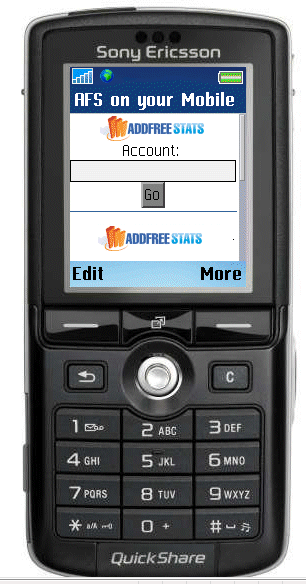 Sony Ericsson
AFS on your Mobile
ADDFREESTATS
Account:
Go
ADDFREESTATS
Edit More
C
1 2 ABC 3 DEF
4 GHI 5 JKL 6 MNO
7 PQRS 8 TUV 9 WXYZ
* a/A 0 + #
QuickShare